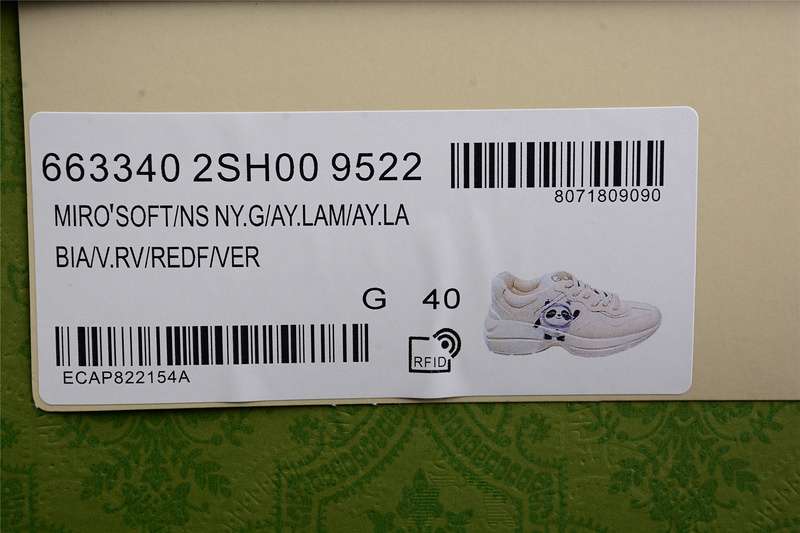 663340 2SH00 9522
8071809090
MIRO'SOFT/NS NY.G/AY.LAM/AY.LA
BIA/V.RV/REDF/VER
G 40
RFID
ECAP822154A